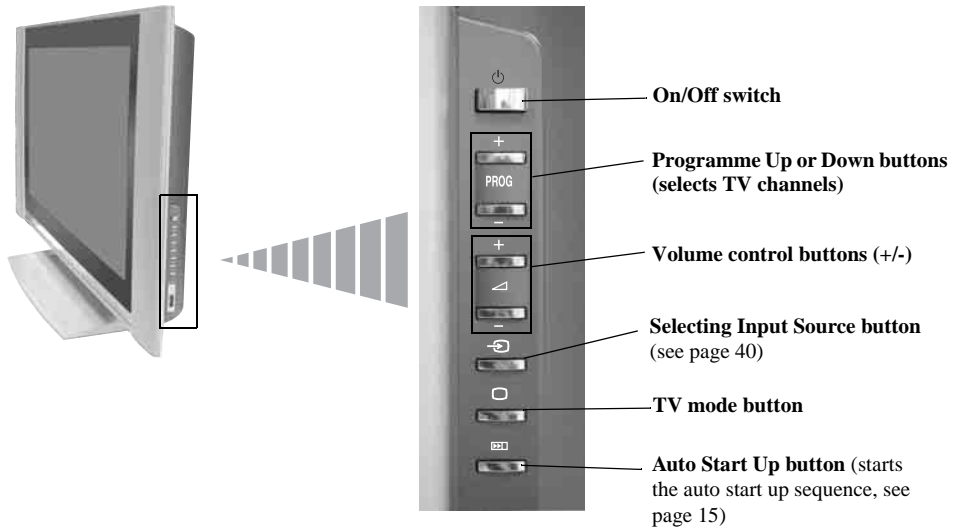 On/Off switch
+
PROG
–
Programme Up or Down buttons
(selects TV channels)
+
–
Volume control buttons (+/-)
Selecting Input Source button
(see page 40)
TV mode button
Auto Start Up button (starts
the auto start up sequence, see
page 15)